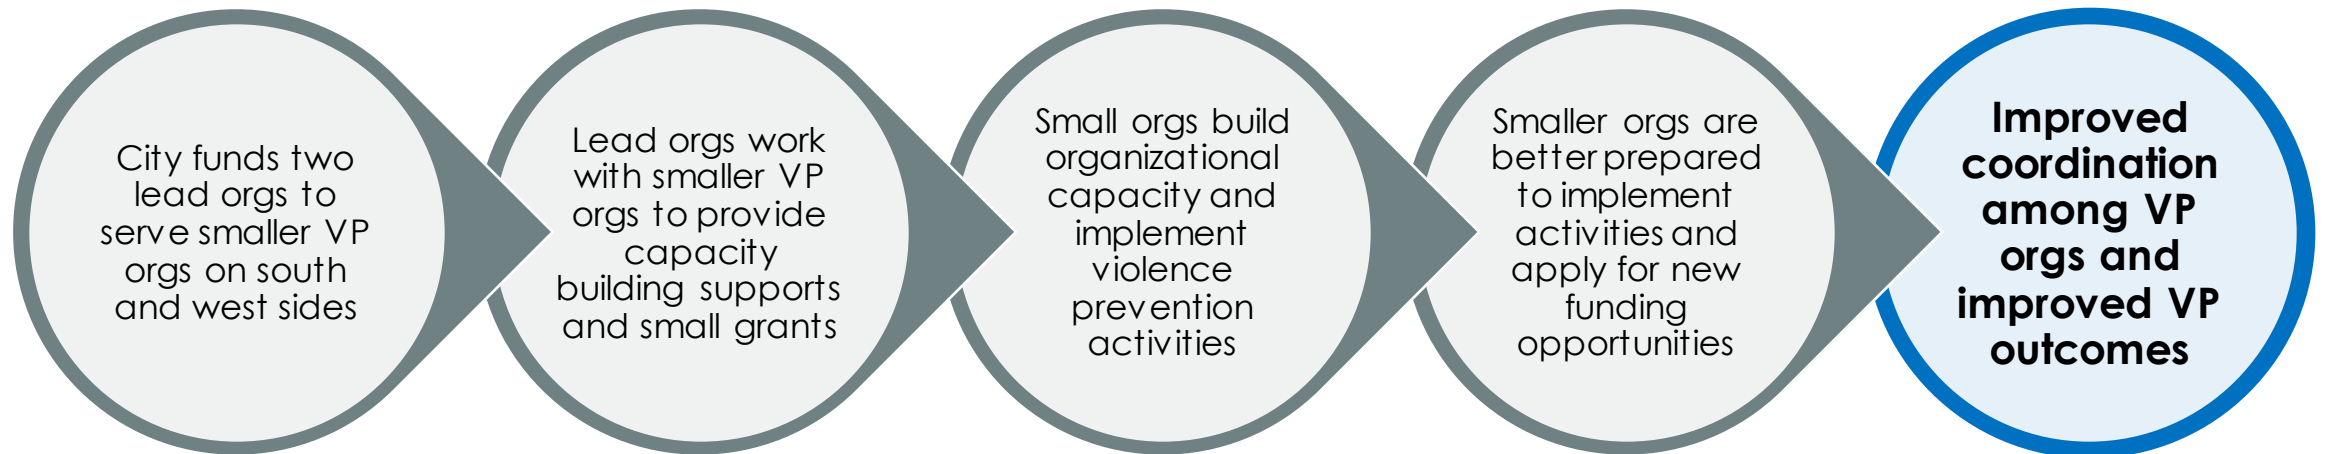 City funds two
lead orgs to
serve smaller VP
orgs on south
and west sides
Lead orgs work
with smaller VP
orgs to provide
capacity
building supports
and small grants
Small orgs build
organizational
capacity and
implement
violence
prevention
activities
Smaller orgs are
better prepared
to implement
activities and
apply for new
funding
opportunities
Improved
coordination
among VP
orgs and
improved VP
outcomes